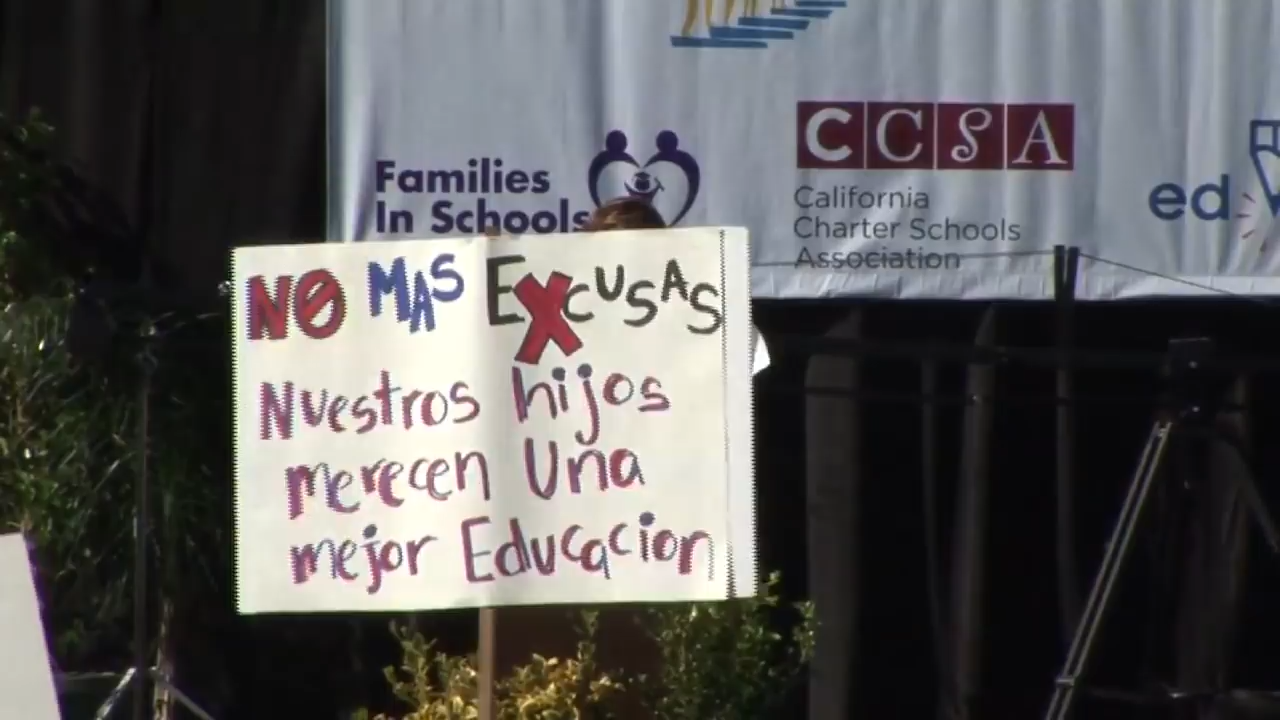 Families
In Schools
CCSA
California
Charter Schools
Association
ed
NO MAS EXCUSAS
Nuestros hijos
merecen Una
mejor Educacion